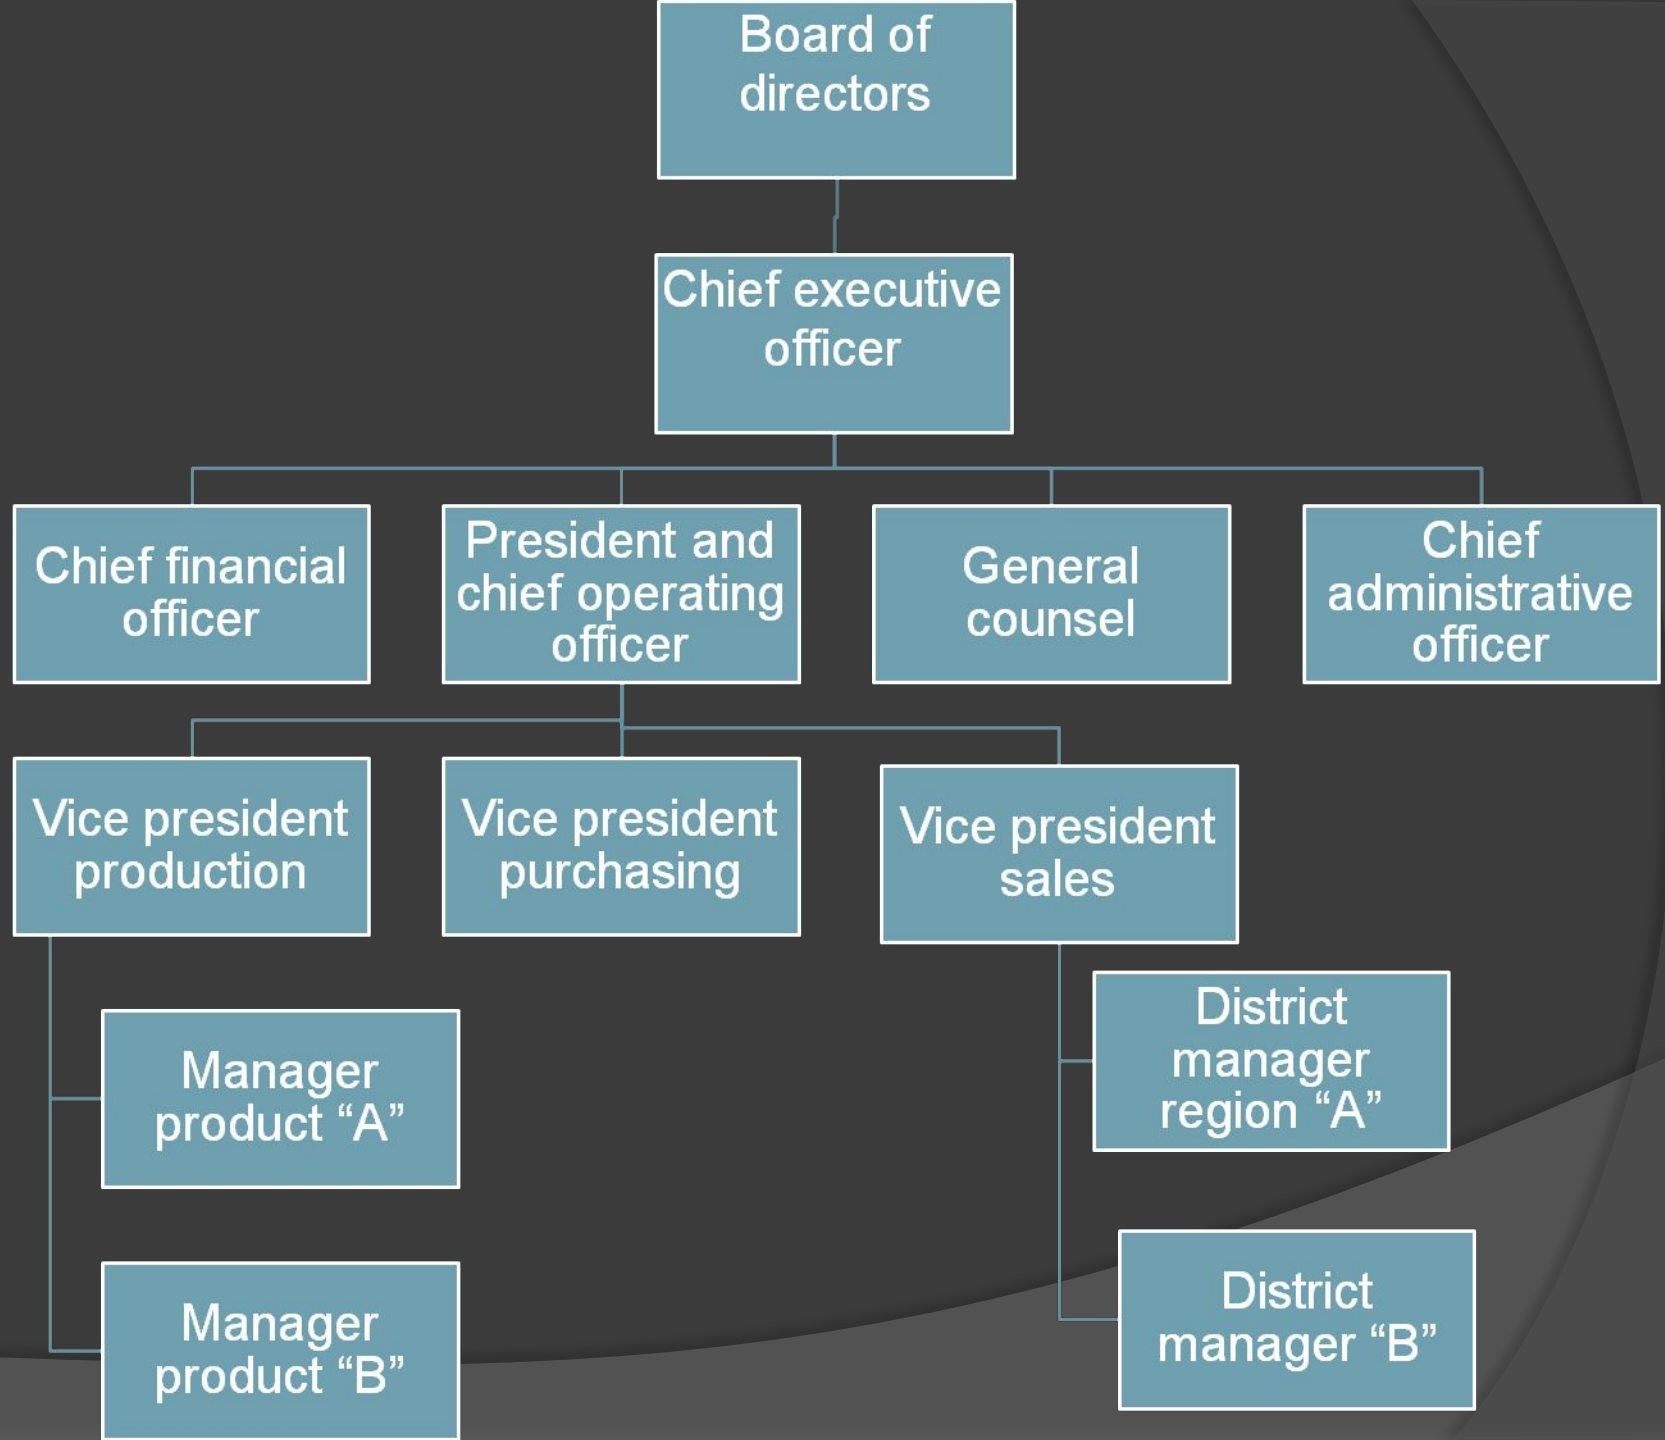 Board of
directors
Chief executive
officer
Chief financial
officer
President and
chief operating
officer
General
counsel
Chief
administrative
officer
Vice president
production
Vice president
purchasing
Vice president
sales
Manager
product “A”
Manager
product “B”
District
manager
region “A”
District
manager “B”